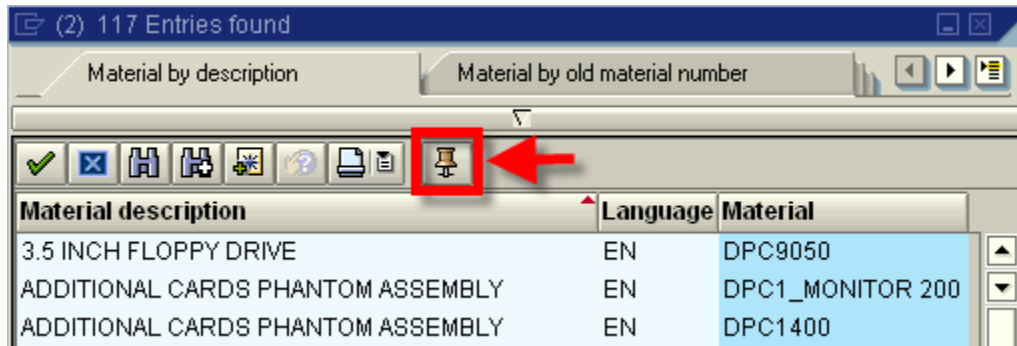 (2) 117 Entries found
Material by description Material by old material number
Material description Language Material
3.5 INCH FLOPPY DRIVE EN DPC9050
ADDITIONAL CARDS PHANTOM ASSEMBLY EN DPC1_MONITOR 200
ADDITIONAL CARDS PHANTOM ASSEMBLY EN DPC1400